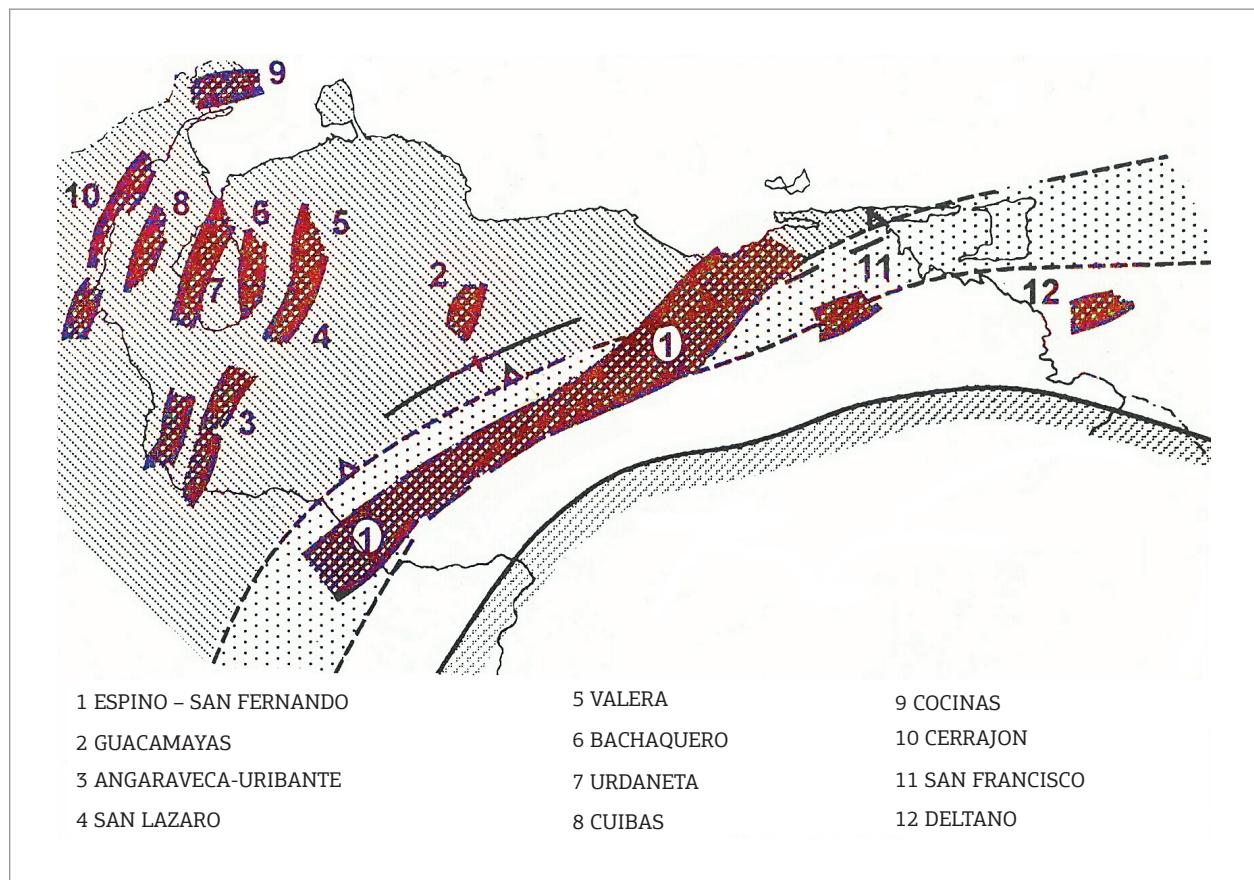 9
10
8
6
5
2
7
4
11
12
1
3
1
1 ESPINO – SAN FERNANDO
2 GUACAMAYAS
3 ANGARAVECA-URIBANTE
4 SAN LAZARO
5 VALERA
6 BACHAQUERO
7 URDANETA
8 CUIBAS
9 COCINAS
10 CERRAJON
11 SAN FRANCISCO
12 DELTANO